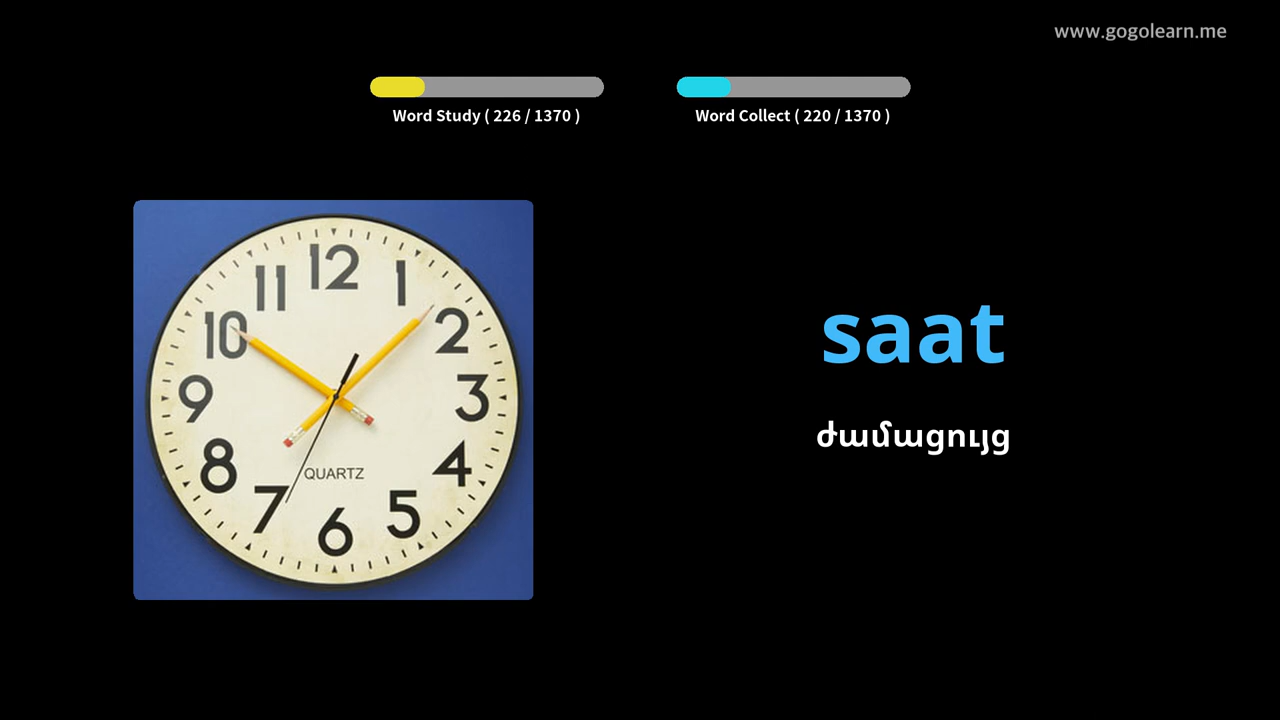 www.gogolearn.me
Word Study ( 226 / 1370 )
Word Collect ( 220 / 1370 )
12
11
1
10
2
9
3
8
4
QUARTZ
7
5
6
saat
ժամացույց